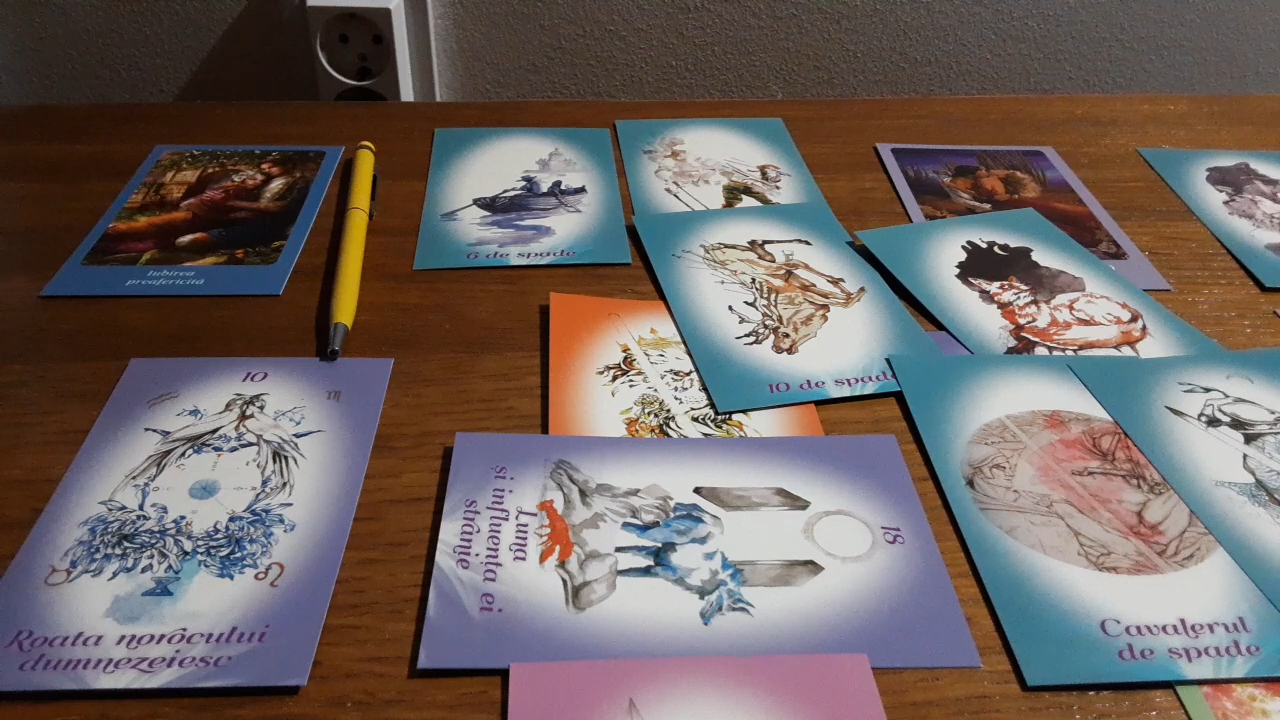 Iubirea
preafericită
6 de spade
10 de spade
10
Roata norocului
dumnezeiesc
18
Luna
și influența ei
stranie
Cavalerul
de spade